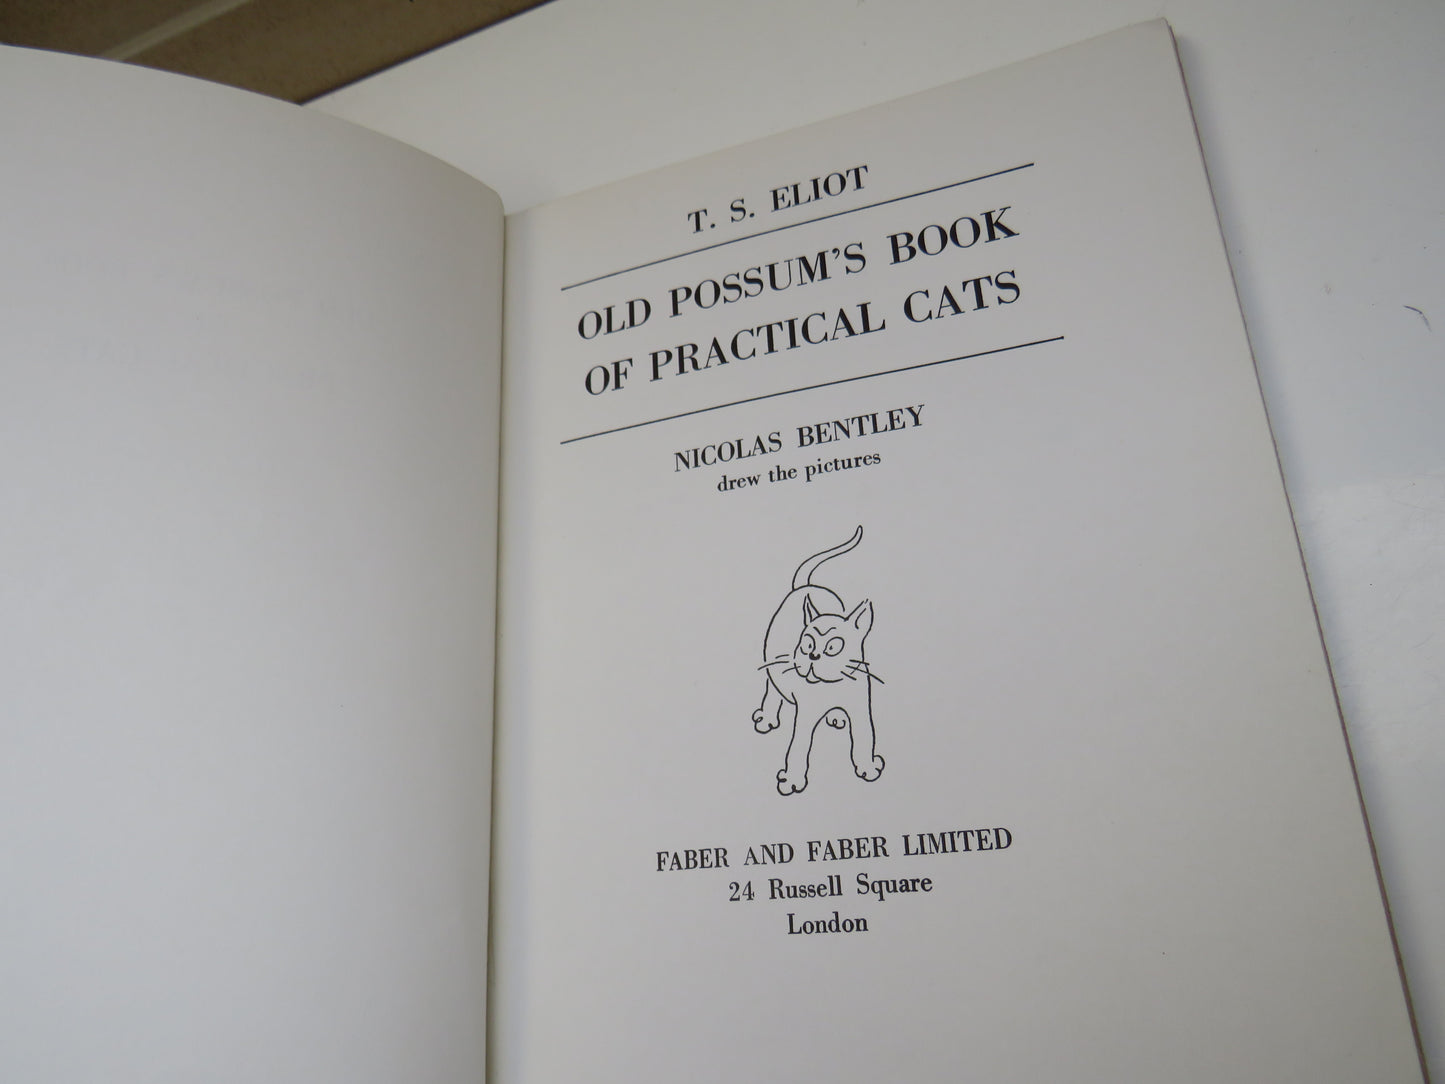 T. S. ELIOT
OLD POSSUM'S BOOK
OF PRACTICAL CATS
NICOLAS BENTLEY
drew the pictures
FABER AND FABER LIMITED
24 Russell Square
London